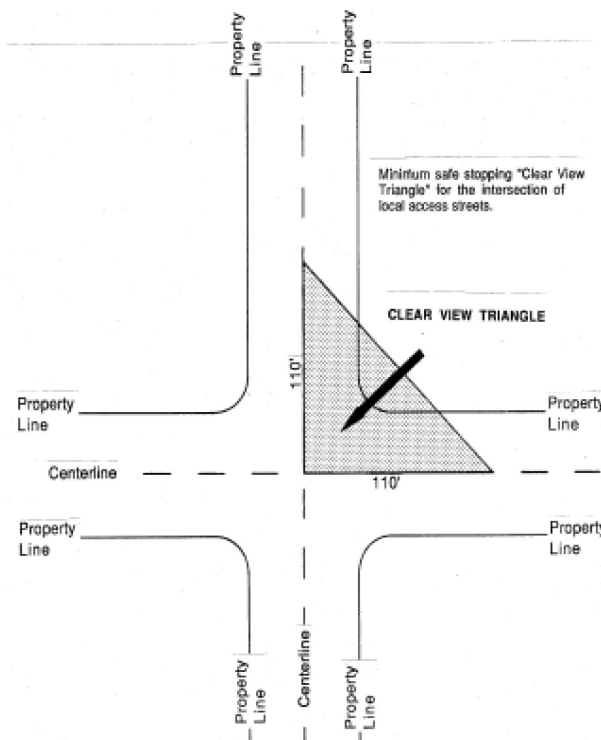 Property
Line
Property
Line
Minimum safe stopping "Clear View
Triangle" for the intersection of
local access streets.
CLEAR VIEW TRIANGLE
110'
Property
Line
Property
Line
Centerline
110'
Property
Line
Property
Line
Property
Line
Centerline
Property
Line